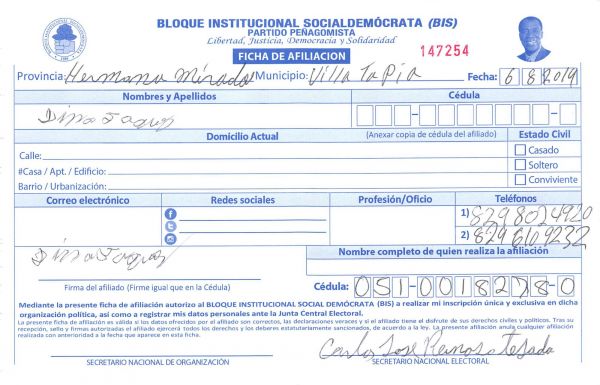 BLOQUE INSTITUCIONAL SOCIALDEMÓCRATA (BIS)
PARTIDO PEÑAGOMISTA
Libertad, Justicia, Democracia y Solidaridad
FICHA DE AFILIACION
147254
Provincia: Hermana Mirada Municipio: Villa Tapia Fecha: 6 8 2019
Nombres y Apellidos Cédula
Domicilio Actual (Anexar copia de cédula del afiliado) Estado Civil
Calle: Casado
#Casa / Apt. / Edificio: Soltero
Barrio / Urbanización: Conviviente
Correo electrónico Redes sociales Profesión/Oficio Teléfonos
1) 829 802 4920
2) 829 610 9232
Nombre completo de quien realiza la afiliación
Firma del afiliado (Firme igual que en la Cédula) Cédula: 051-0018278-0
Mediante la presente ficha de afiliación autorizo al BLOQUE INSTITUCIONAL SOCIAL DEMÓCRATA (BIS) a realizar mi inscripción única y exclusiva en dicha
organización política, así como a registrar mis datos personales ante la Junta Central Electoral.
La presente ficha de afiliación es válida si los datos ofrecidos por el afiliado son correctos, las declaraciones veraces y si el afiliado tiene el disfrute de sus derechos civiles y políticos. Tras su
recepción, sello y firmas autorizadas el afiliado ejercerá todos los derechos y los deberes estatutariamente sancionados, de acuerdo a la ley. La presente afiliación anula cualquier afiliación
realizada con anterioridad a la fecha que aparece en esta ficha.
Carlos Jose Reinoso Tejada
SECRETARIO NACIONAL DE ORGANIZACIÓN SECRETARIO NACIONAL ELECTORAL